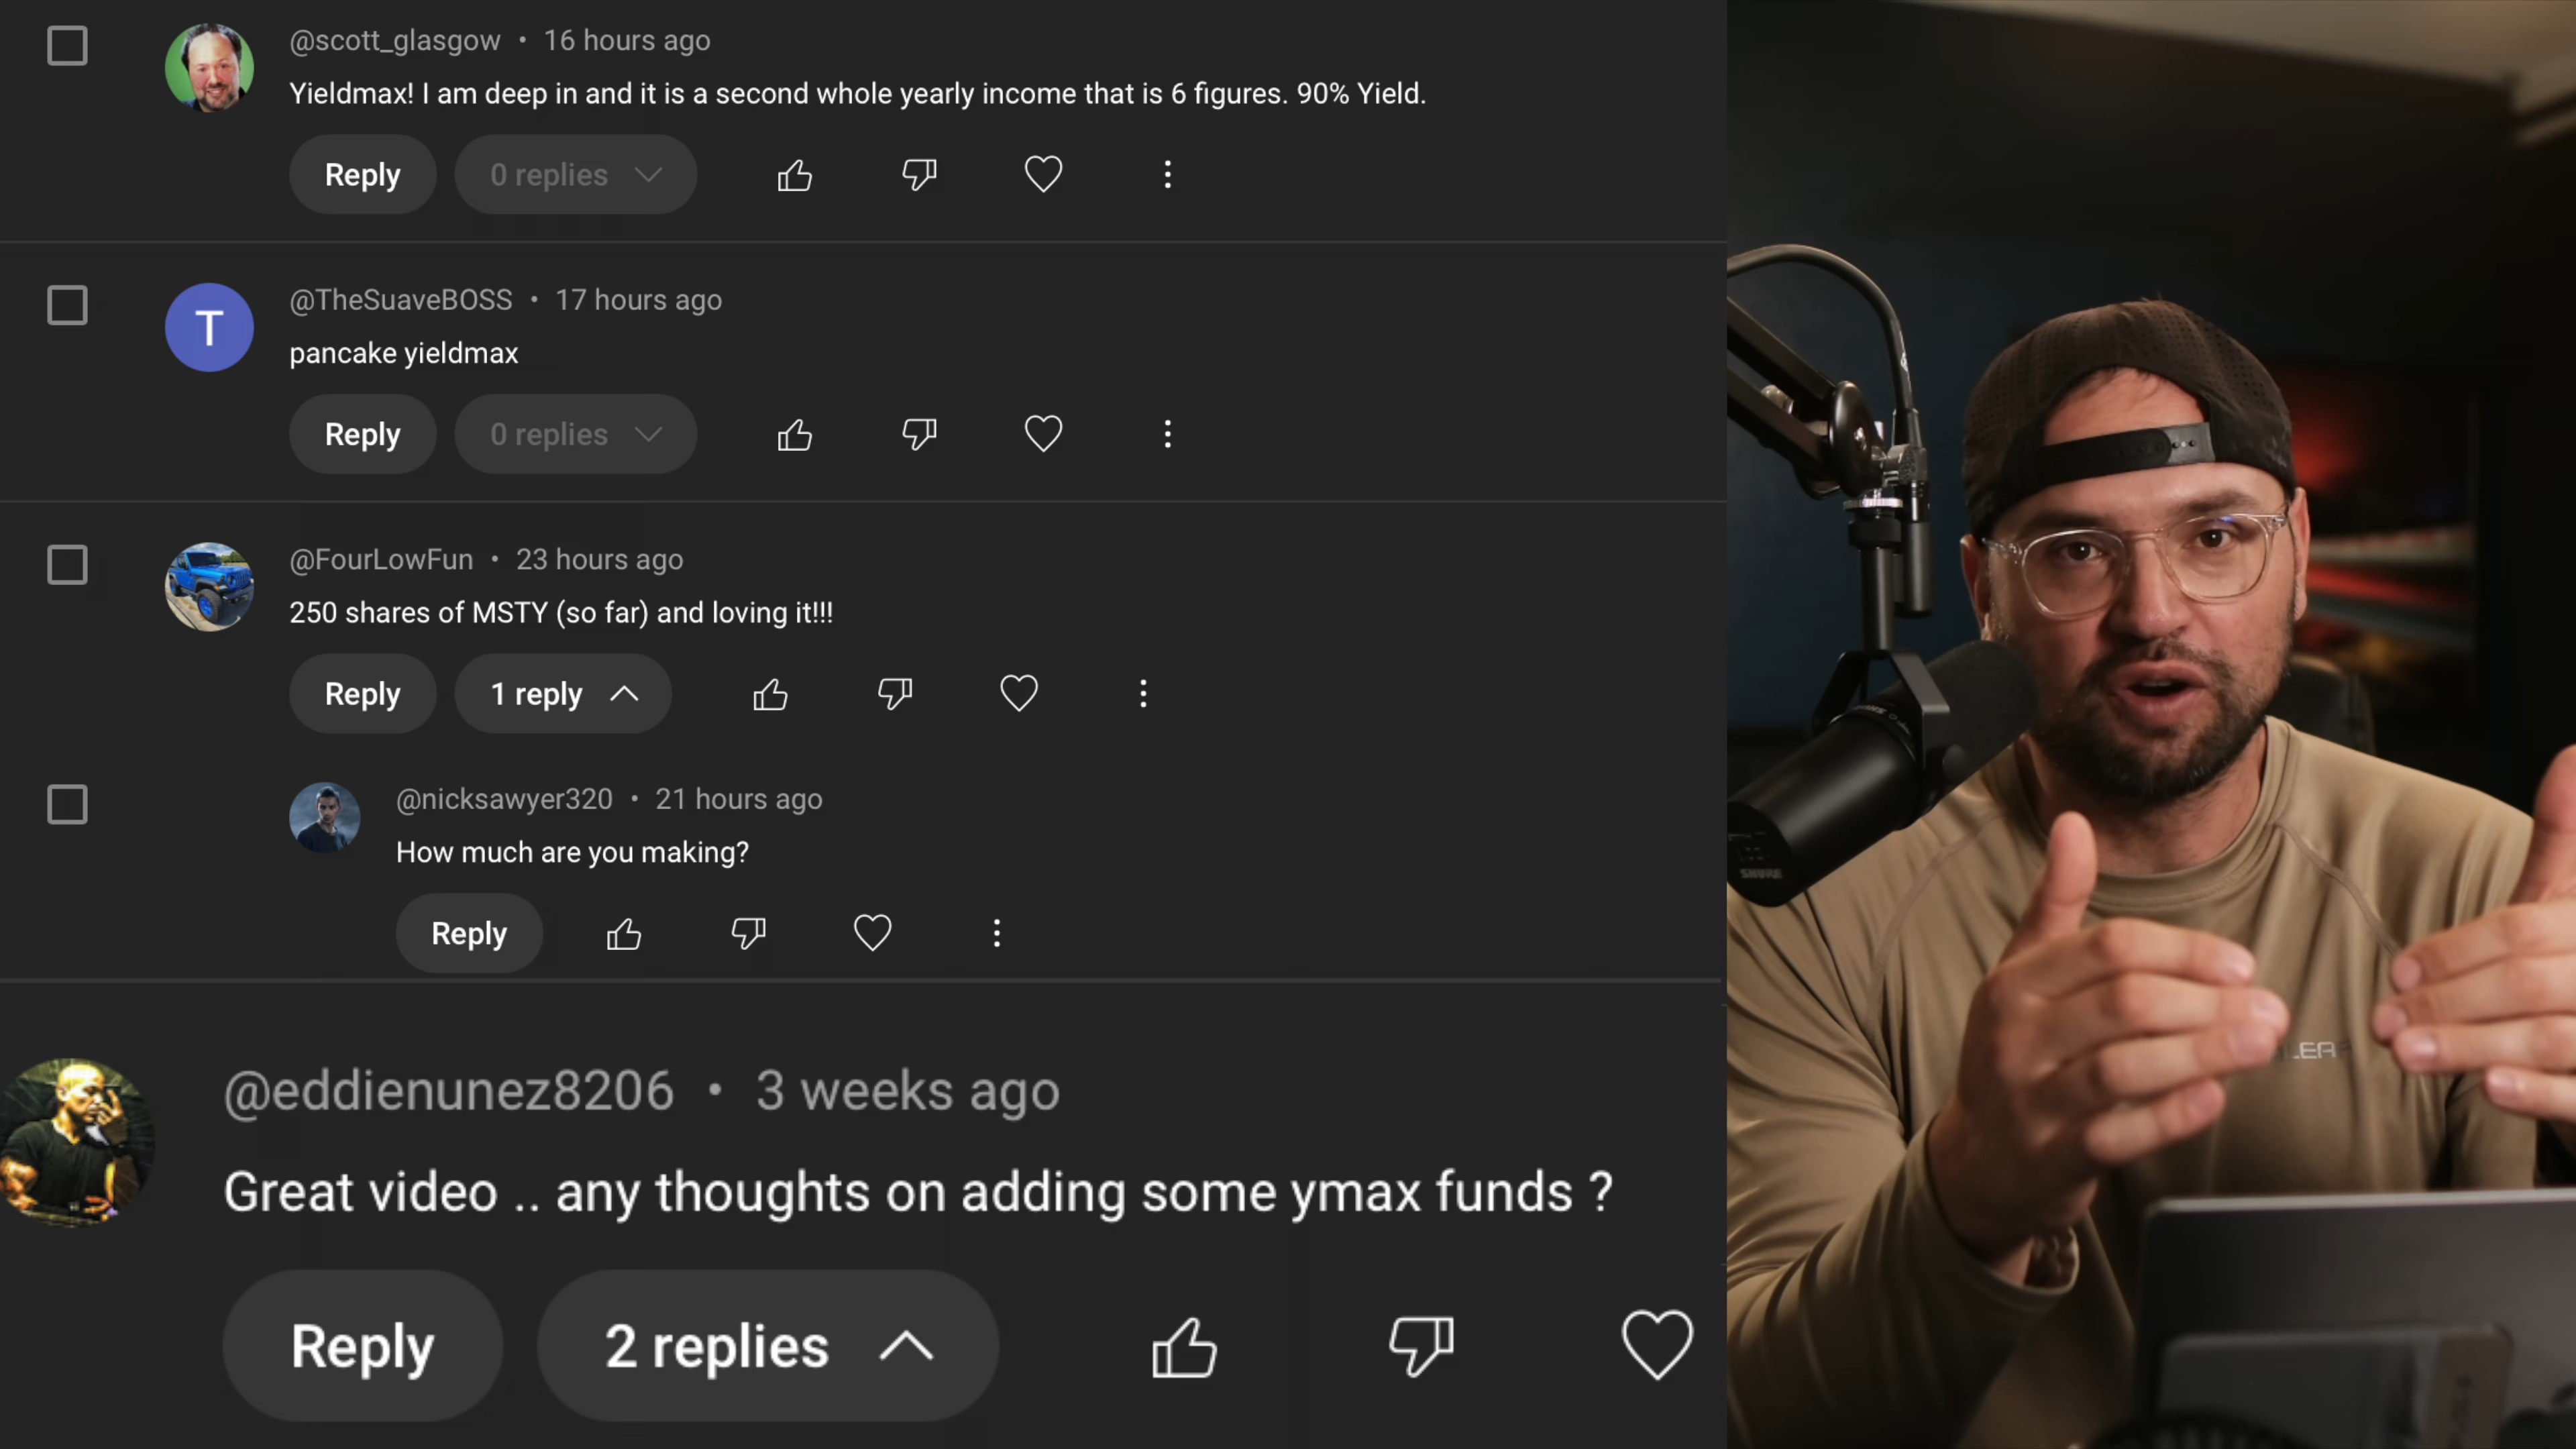 @scott_glasgow • 16 hours ago
Yieldmax! I am deep in and it is a second whole yearly income that is 6 figures. 90% Yield.
Reply 0 replies
T
@TheSuaveBOSS • 17 hours ago
pancake yieldmax
Reply 0 replies
@FourLowFun • 23 hours ago
250 shares of MSTY (so far) and loving it!!!
Reply 1 reply
@nicksawyer320 • 21 hours ago
How much are you making?
Reply
@eddienunez8206 • 3 weeks ago
Great video .. any thoughts on adding some ymax funds ?
Reply 2 replies
SHURE